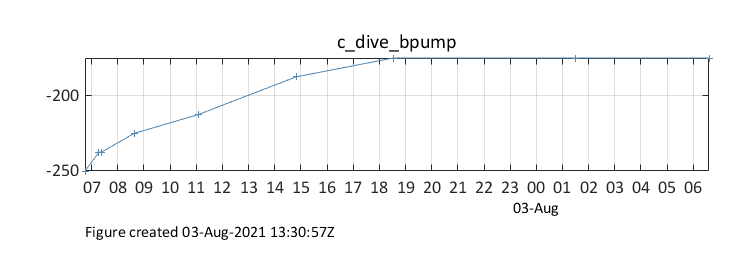 c_dive_bpump
-200
-250
07 08 09 10 11 12 13 14 15 16 17 18 19 20 21 22 23 00 01 02 03 04 05 06
03-Aug
Figure created 03-Aug-2021 13:30:57Z